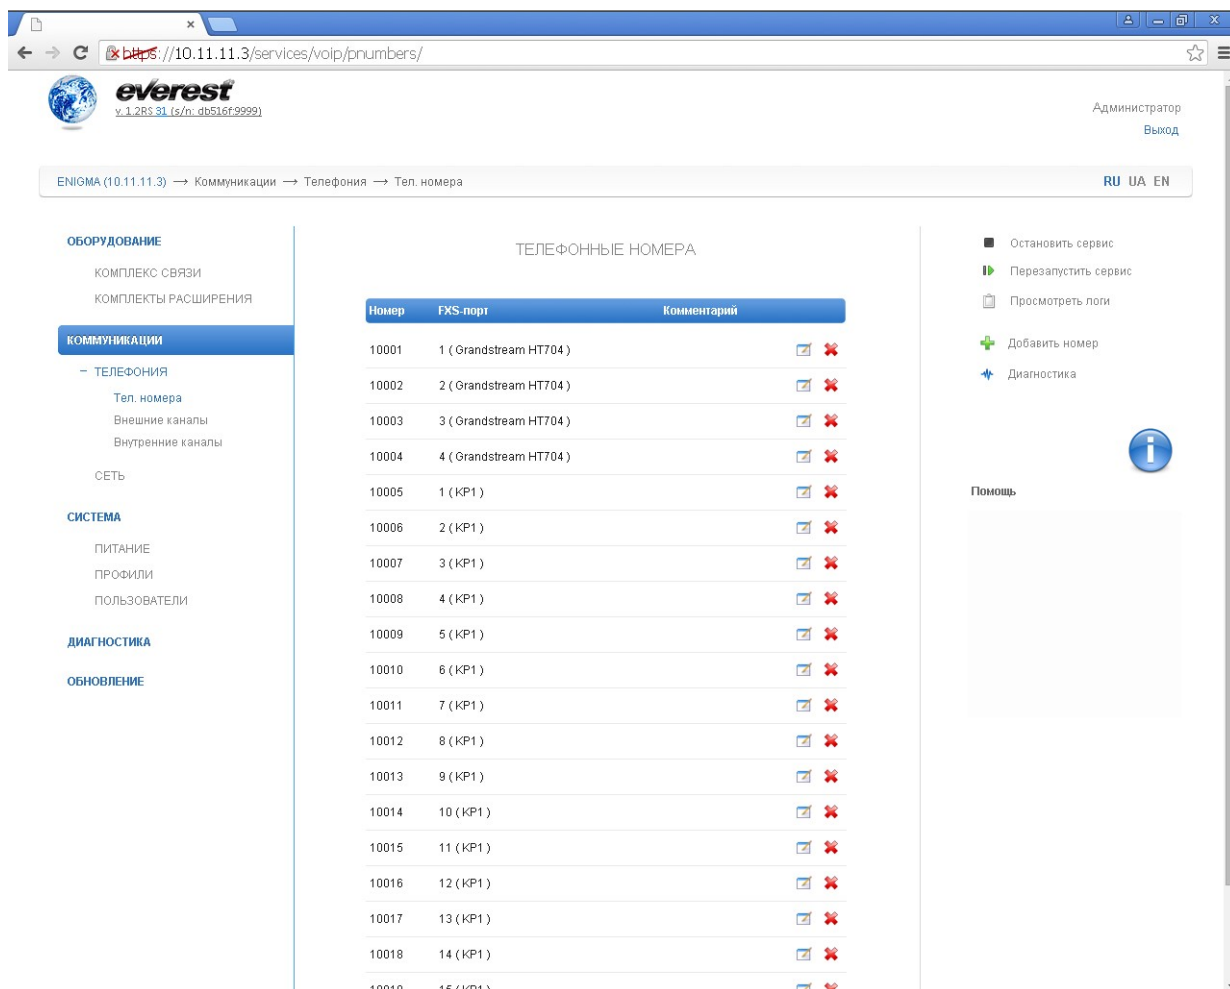 https://10.11.11.3/services/voip/pnumbers/
everest
v. 1.2RS 31 (s/n: db516f:9999)
Администратор
Выход
ENIGMA (10.11.11.3) → Коммуникации → Телефония → Тел. номера
RU UA EN
ОБОРУДОВАНИЕ
КОМПЛЕКС СВЯЗИ
КОМПЛЕКТЫ РАСШИРЕНИЯ
КОММУНИКАЦИИ
– ТЕЛЕФОНИЯ
Тел. номера
Внешние каналы
Внутренние каналы
СЕТЬ
СИСТЕМА
ПИТАНИЕ
ПРОФИЛИ
ПОЛЬЗОВАТЕЛИ
ДИАГНОСТИКА
ОБНОВЛЕНИЕ
ТЕЛЕФОННЫЕ НОМЕРА
Номер FXS-порт Комментарий
10001 1 ( Grandstream HT704 )
10002 2 ( Grandstream HT704 )
10003 3 ( Grandstream HT704 )
10004 4 ( Grandstream HT704 )
10005 1 ( KP1 )
10006 2 ( KP1 )
10007 3 ( KP1 )
10008 4 ( KP1 )
10009 5 ( KP1 )
10010 6 ( KP1 )
10011 7 ( KP1 )
10012 8 ( KP1 )
10013 9 ( KP1 )
10014 10 ( KP1 )
10015 11 ( KP1 )
10016 12 ( KP1 )
10017 13 ( KP1 )
10018 14 ( KP1 )
Остановить сервис
Перезапустить сервис
Просмотреть логи
Добавить номер
Диагностика
Помощь